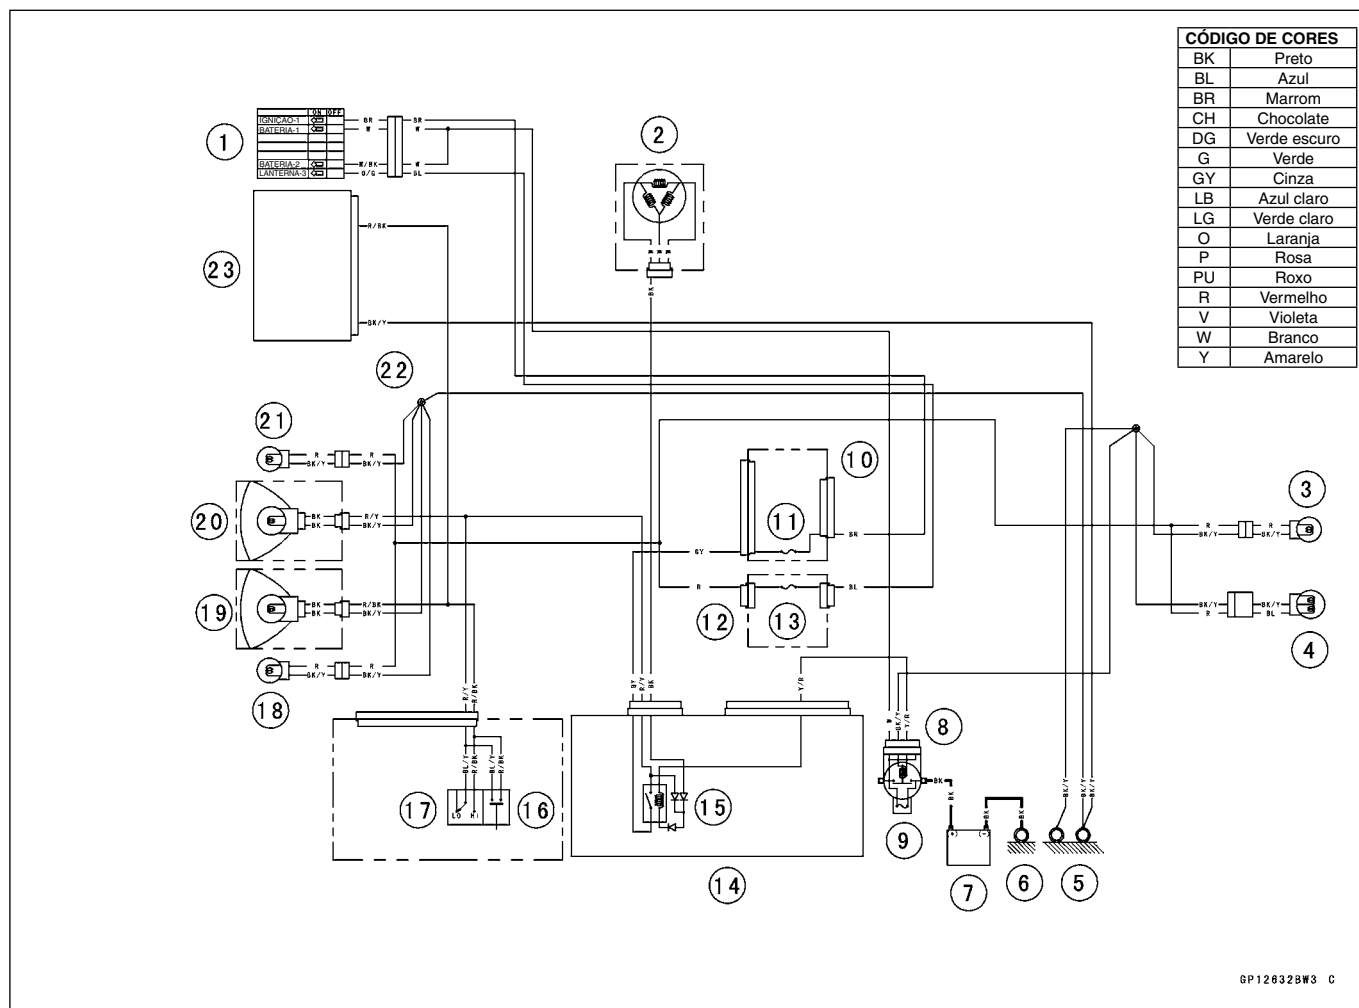 CÓDIGO DE CORES
BK Preto
BL Azul
BR Marrom
CH Chocolate
DG Verde escuro
G Verde
GY Cinza
LB Azul claro
LG Verde claro
O Laranja
P Rosa
PU Roxo
R Vermelho
V Violeta
W Branco
Y Amarelo
ON OFF
IGNIÇAO-1 BR BR
BATERIA-1 W W
BATERIA-2 W/BK W
LANTERNA-3 O/G BL
1
2
BK
23
R/BK
BK/Y
22
21
R R
BK/Y BK/Y
20
BK R/Y
BK BK/Y
19
BK R/BK
BK BK/Y
18
R R
BK/Y BK/Y
10
11
GY BR
R BL
12
13
3
R R
BK/Y BK/Y
4
BK/Y BK/Y
R BL
R/Y R/BK
GY R/Y BK
Y/R
W BK/Y Y/R
8
BL/Y R/BK BL/Y R/BK
17
LO HI
16
15
14
9
BK
BK
(+) (-)
BK
BK
7
6
5
BK/Y BK/Y BK/Y
GP12632BW3 C